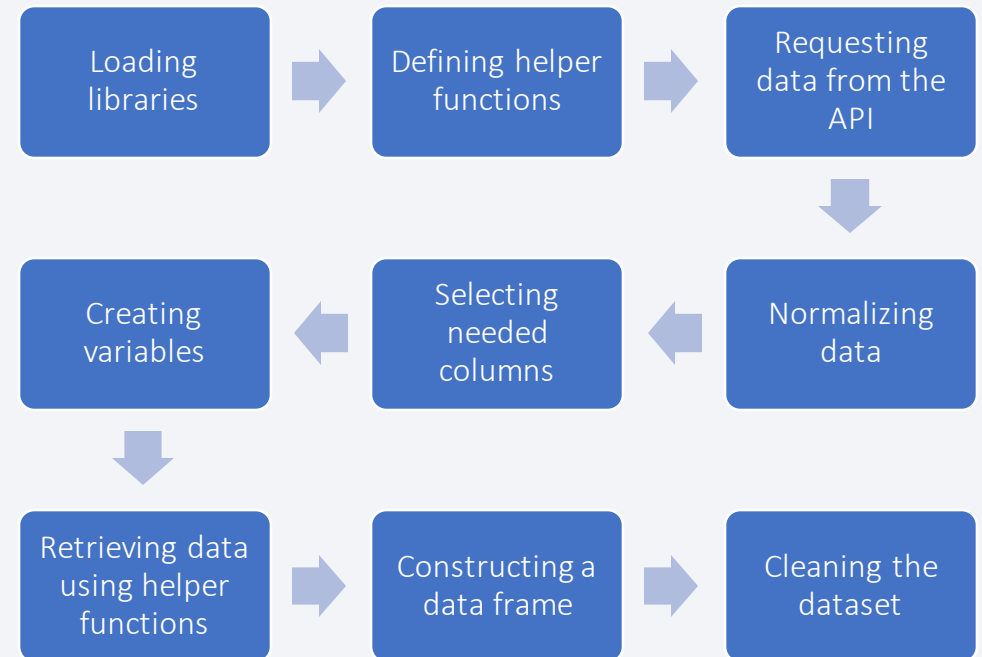 Loading
libraries
Defining helper
functions
Requesting
data from the
API
Normalizing
data
Selecting
needed
columns
Creating
variables
Retrieving data
using helper
functions
Constructing a
data frame
Cleaning the
dataset